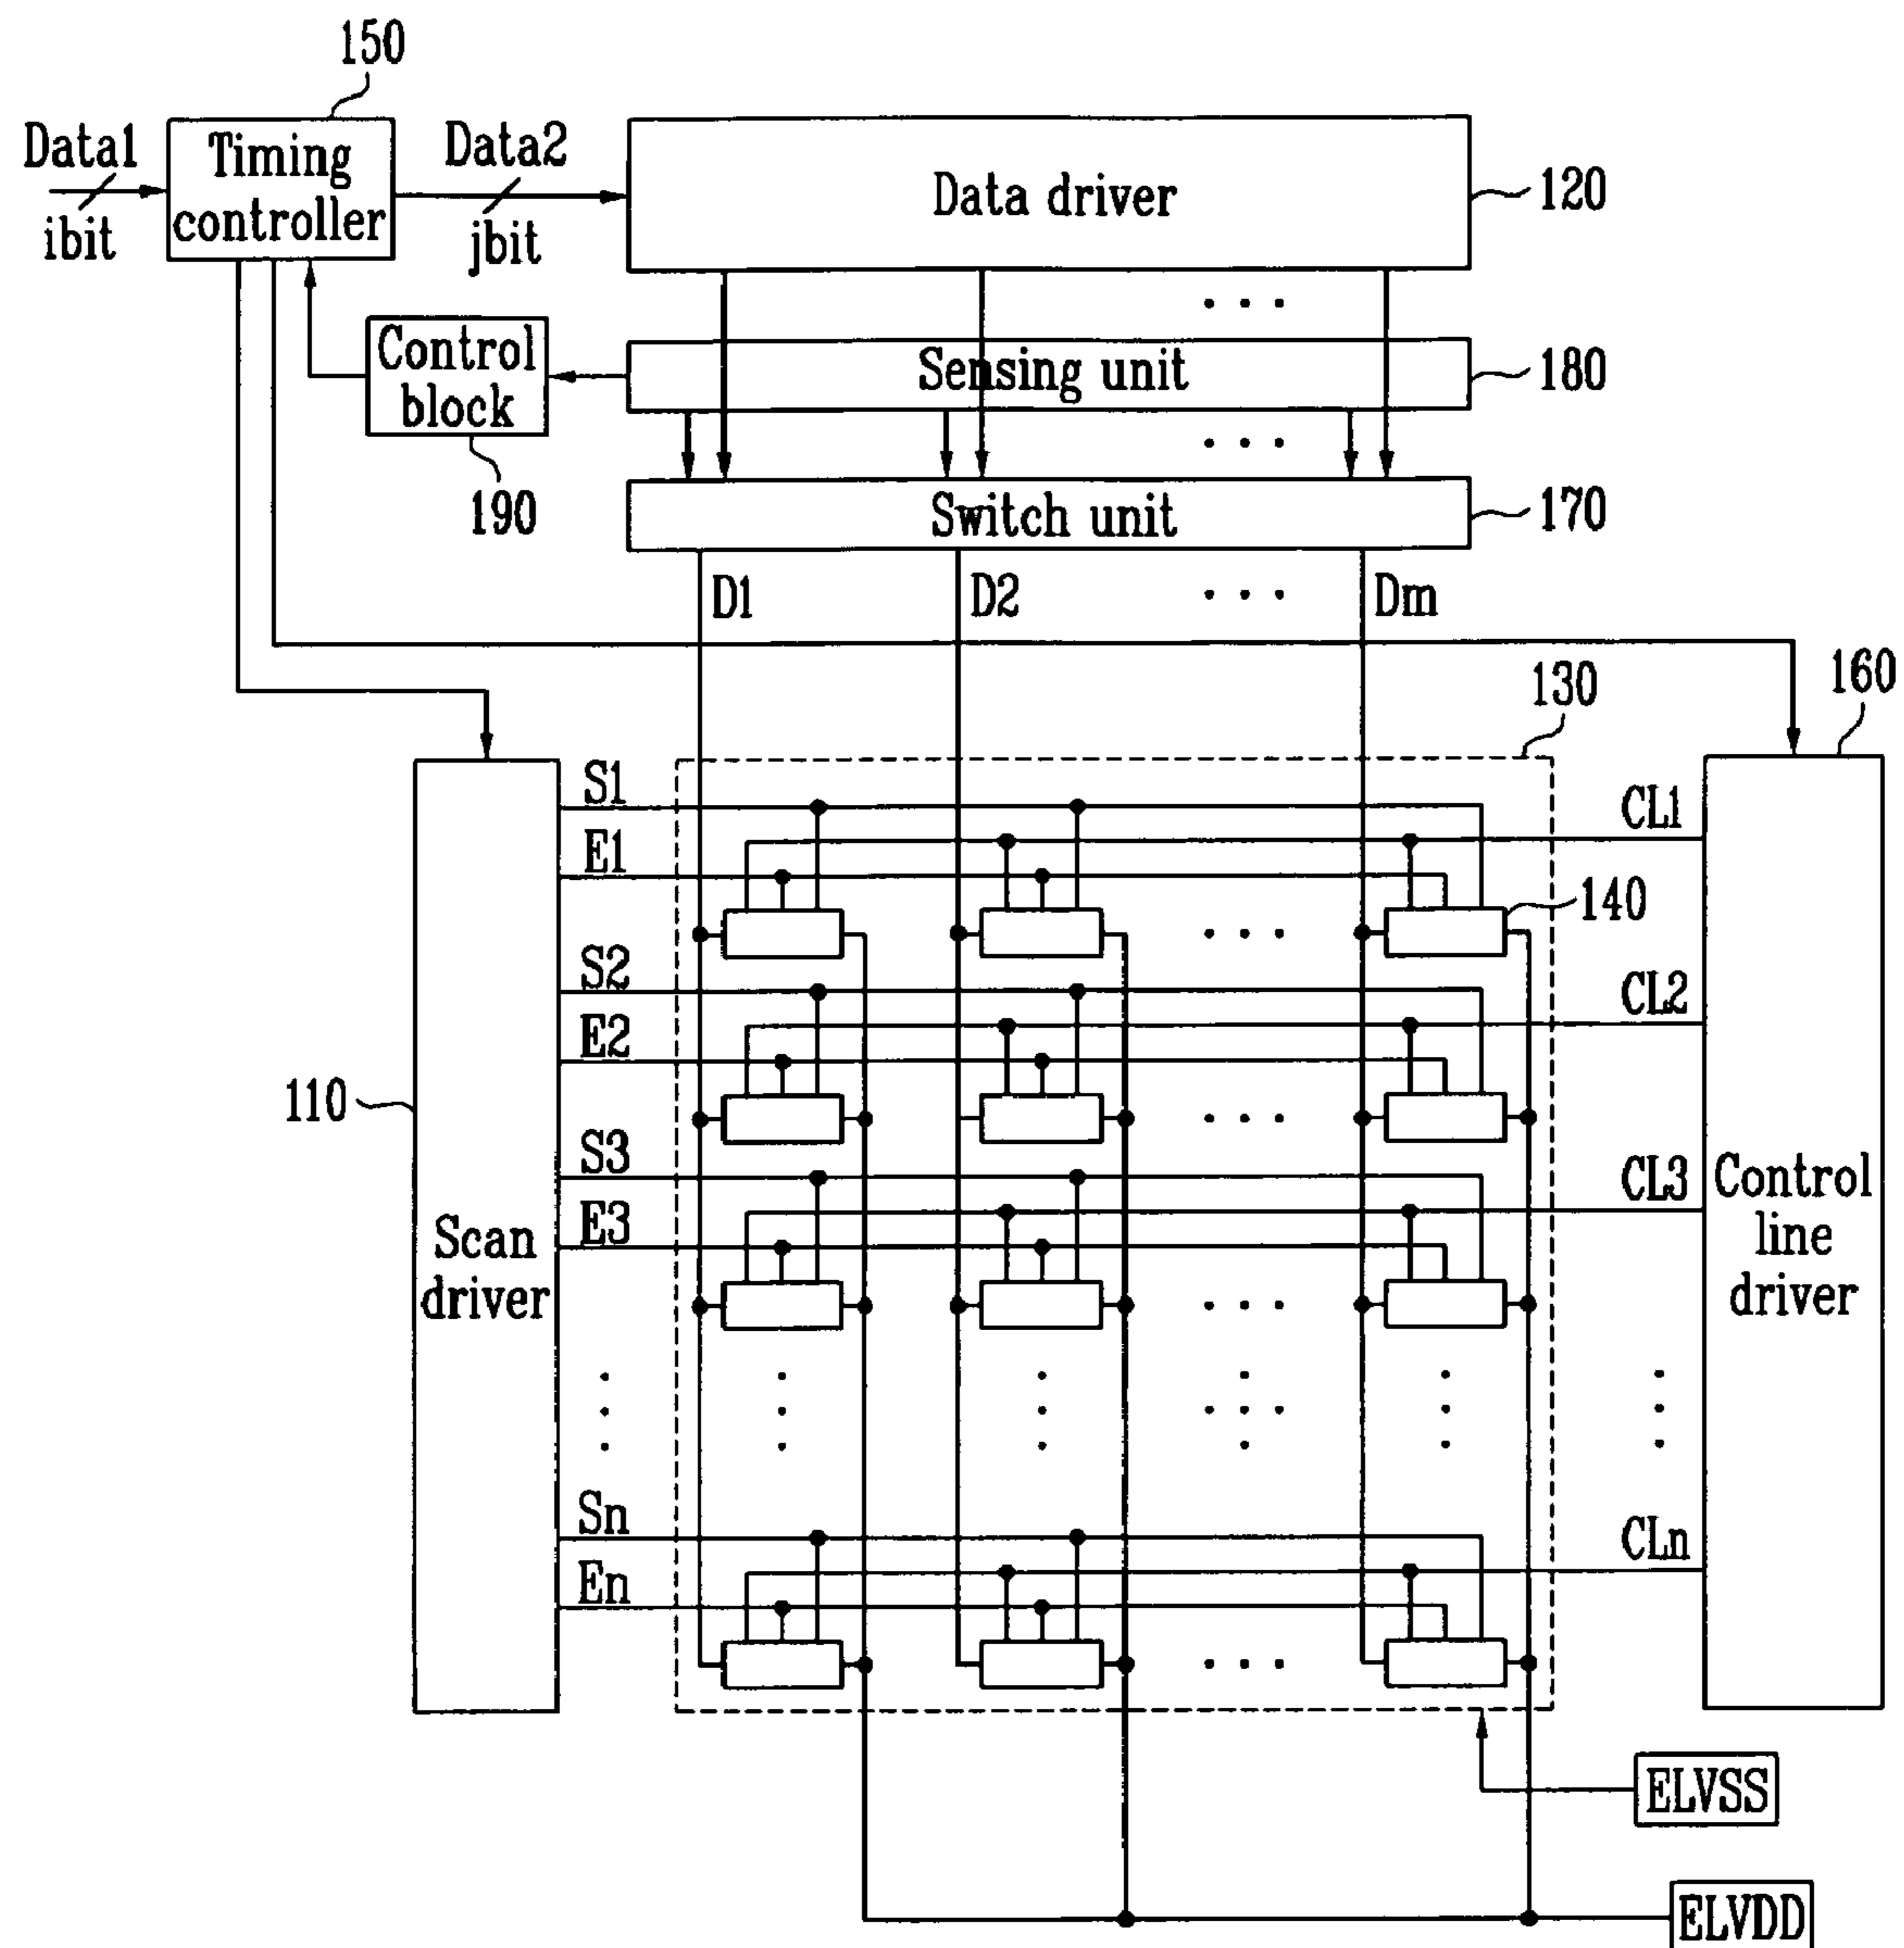 150
Data1
ibit
Timing
controller
Data2
jbit
Data driver
120
Control
block
190
Sensing unit
180
Switch unit
170
D1
D2
Dm
130
160
S1
E1
CL1
140
S2
E2
CL2
110
S3
E3
CL3
Scan
driver
Control
line
driver
Sn
En
CLn
ELVSS
ELVDD